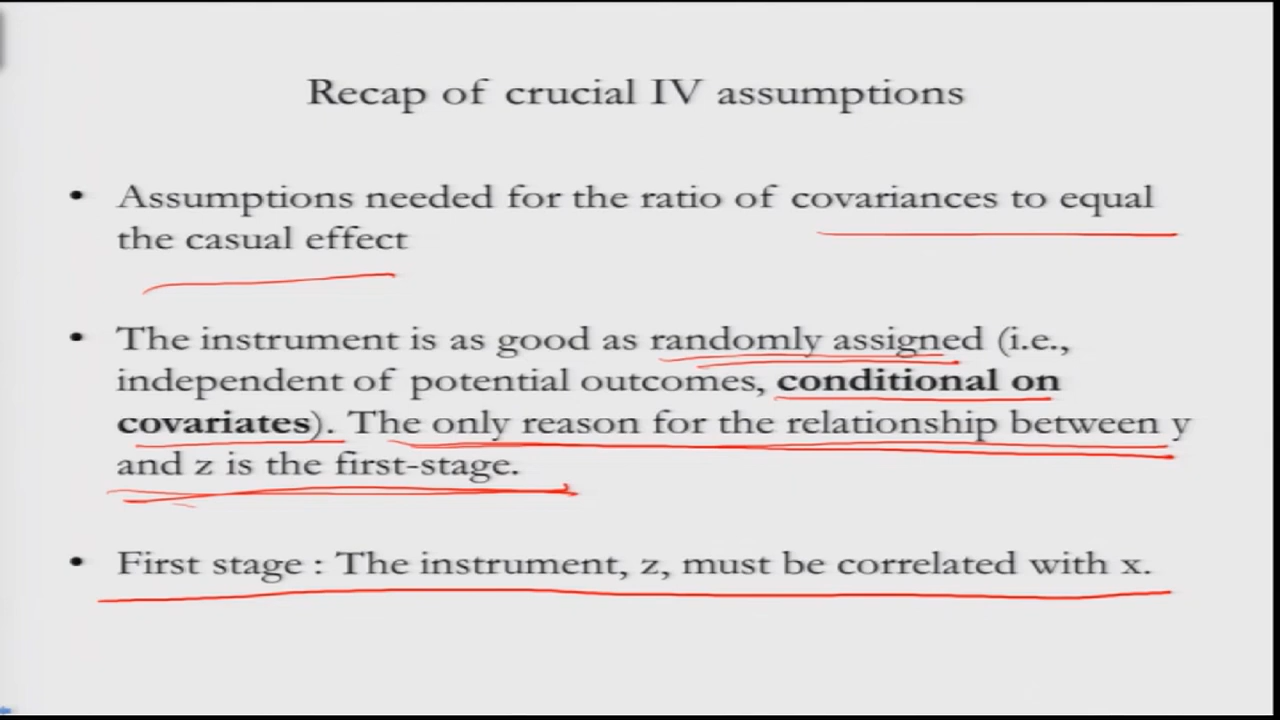 Recap of crucial IV assumptions
• Assumptions needed for the ratio of covariances to equal
the casual effect
• The instrument is as good as randomly assigned (i.e.,
independent of potential outcomes, conditional on
covariates). The only reason for the relationship between y
and z is the first-stage.
• First stage : The instrument, z, must be correlated with x.